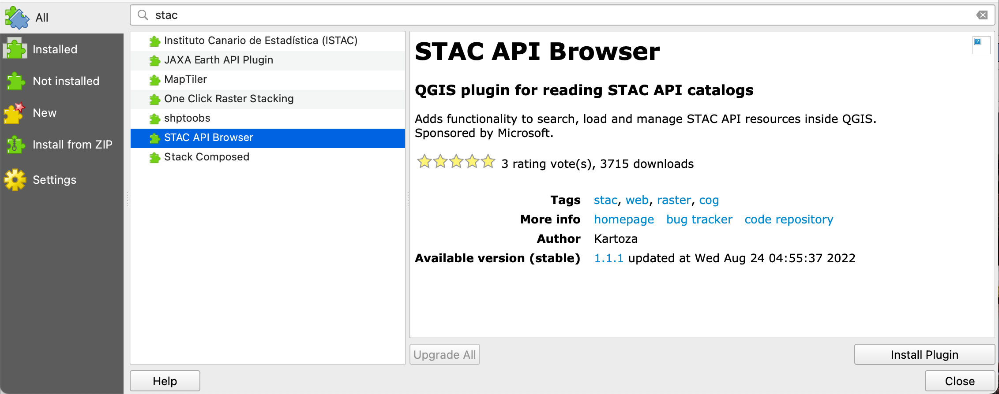 All
Installed
Not installed
New
Install from ZIP
Settings
stac
Instituto Canario de Estadística (ISTAC)
JAXA Earth API Plugin
MapTiler
One Click Raster Stacking
shptoobs
STAC API Browser
Stack Composed
STAC API Browser
QGIS plugin for reading STAC API catalogs
Adds functionality to search, load and manage STAC API resources inside QGIS.
Sponsored by Microsoft.
3 rating vote(s), 3715 downloads
Tags stac, web, raster, cog
More info homepage bug tracker code repository
Author Kartoza
Available version (stable) 1.1.1 updated at Wed Aug 24 04:55:37 2022
Upgrade All
Install Plugin
Help
Close